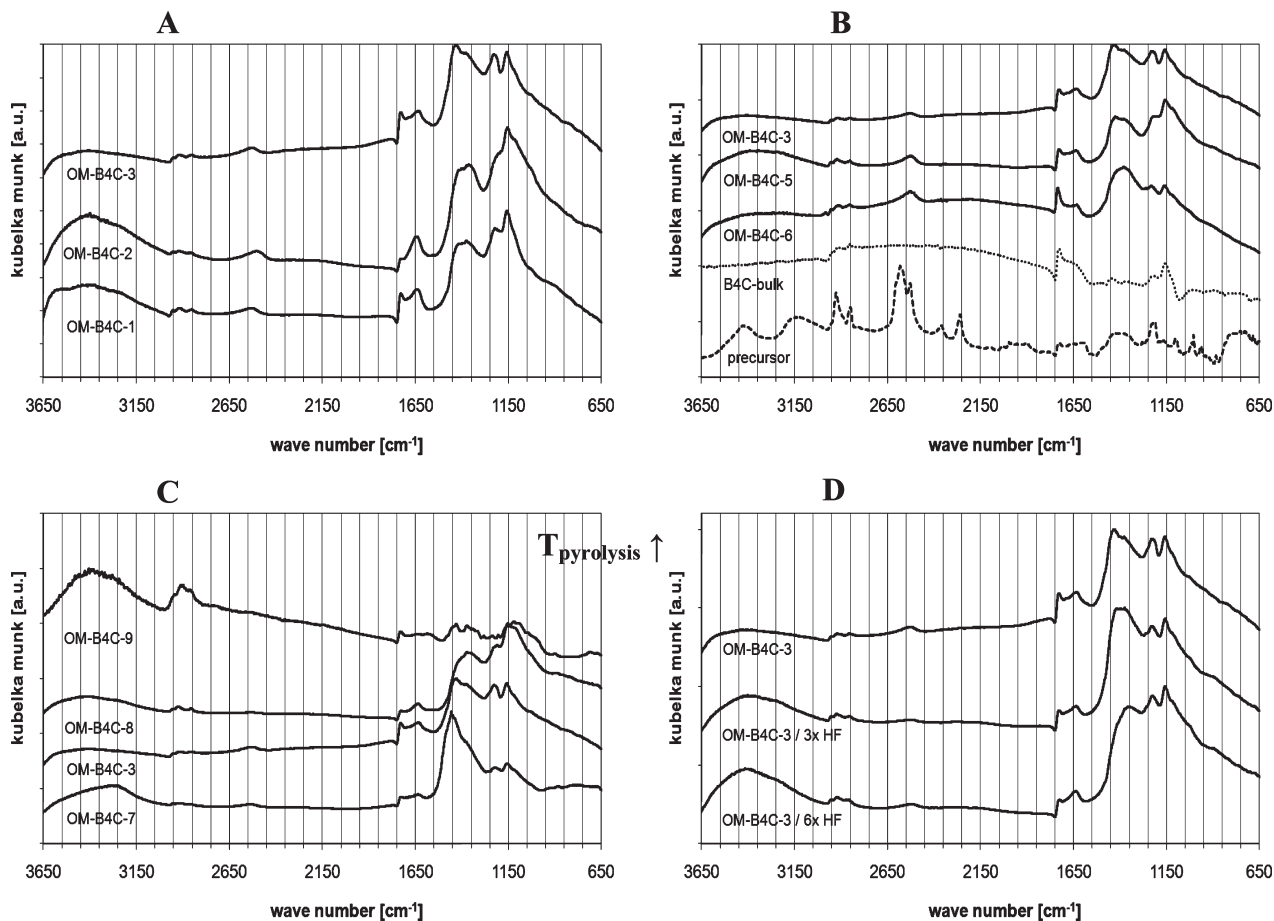 A
kubelka munk [a.u.]
OM-B4C-3
OM-B4C-2
OM-B4C-1
3650 3150 2650 2150 1650 1150 650
wave number [cm-1]
B
kubelka munk [a.u.]
OM-B4C-3
OM-B4C-5
OM-B4C-6
B4C-bulk
precursor
3650 3150 2650 2150 1650 1150 650
wave number [cm-1]
C
kubelka munk [a.u.]
Tpyrolysis ↑
OM-B4C-9
OM-B4C-8
OM-B4C-3
OM-B4C-7
3650 3150 2650 2150 1650 1150 650
wave number [cm-1]
D
kubelka munk [a.u.]
OM-B4C-3
OM-B4C-3 / 3x HF
OM-B4C-3 / 6x HF
3650 3150 2650 2150 1650 1150 650
wave number [cm-1]